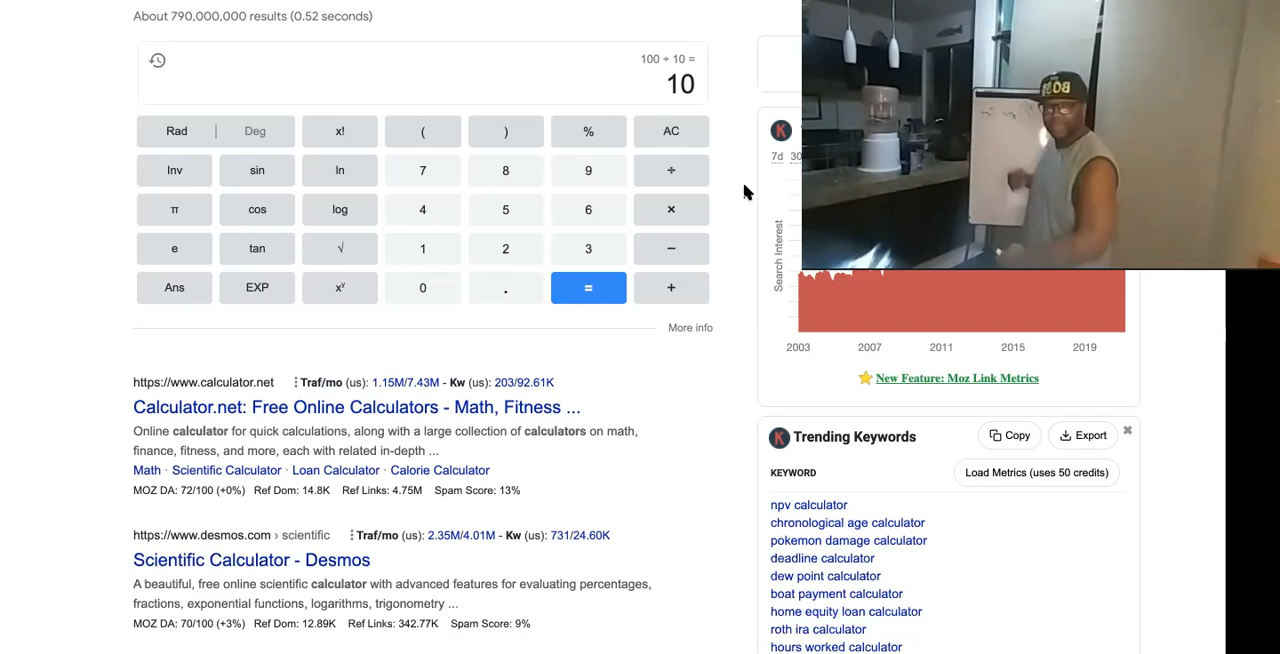 About 790,000,000 results (0.52 seconds)
100 ÷ 10 =
10
Rad | Deg x! ( ) % AC
Inv sin ln 7 8 9 ÷
π cos log 4 5 6 ×
e tan √ 1 2 3 −
Ans EXP xʸ 0 . = +
More info
https://www.calculator.net ⋮Traf/mo (us): 1.15M/7.43M - Kw (us): 203/92.61K
Calculator.net: Free Online Calculators - Math, Fitness ...
Online calculator for quick calculations, along with a large collection of calculators on math,
finance, fitness, and more, each with related in-depth ...
Math · Scientific Calculator · Loan Calculator · Calorie Calculator
MOZ DA: 72/100 (+0%) Ref Dom: 14.8K Ref Links: 4.75M Spam Score: 13%
https://www.desmos.com › scientific ⋮Traf/mo (us): 2.35M/4.01M - Kw (us): 731/24.60K
Scientific Calculator - Desmos
A beautiful, free online scientific calculator with advanced features for evaluating percentages,
fractions, exponential functions, logarithms, trigonometry ...
MOZ DA: 70/100 (+3%) Ref Dom: 12.89K Ref Links: 342.77K Spam Score: 9%
K
7d 30
Search Interest
2003 2007 2011 2015 2019
New Feature: Moz Link Metrics
K Trending Keywords Copy Export
KEYWORD Load Metrics (uses 50 credits)
npv calculator
chronological age calculator
pokemon damage calculator
deadline calculator
dew point calculator
boat payment calculator
home equity loan calculator
roth ira calculator
hours worked calculator